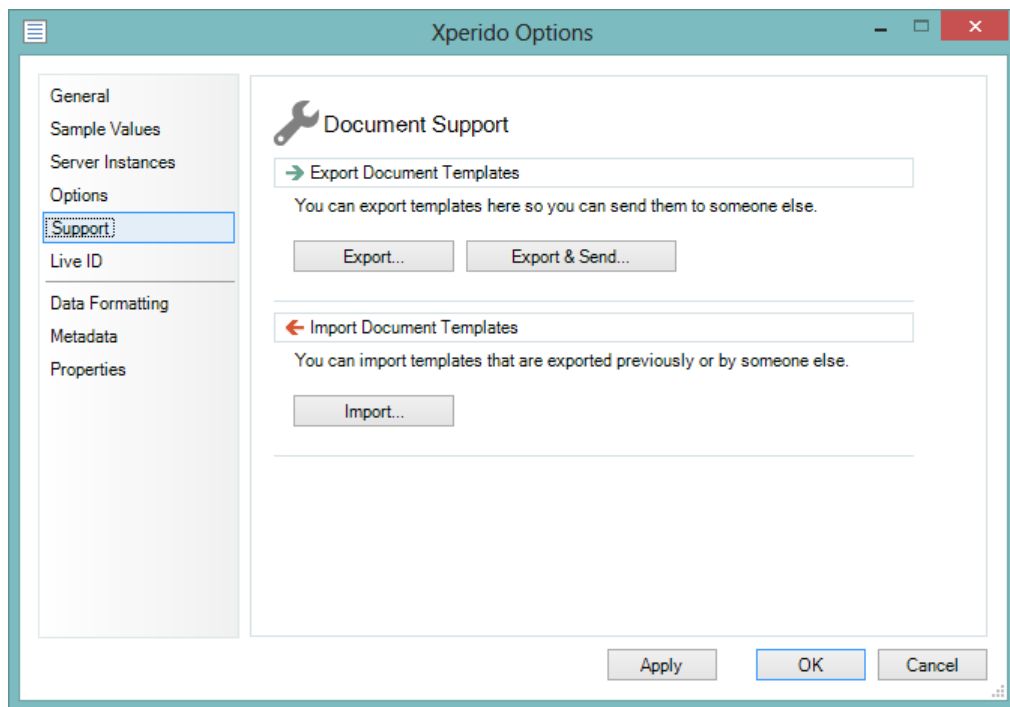 Xperido Options
General
Sample Values
Server Instances
Options
Support
Live ID
Data Formatting
Metadata
Properties
Document Support
Export Document Templates
You can export templates here so you can send them to someone else.
Export... Export & Send...
Import Document Templates
You can import templates that are exported previously or by someone else.
Import...
Apply OK Cancel